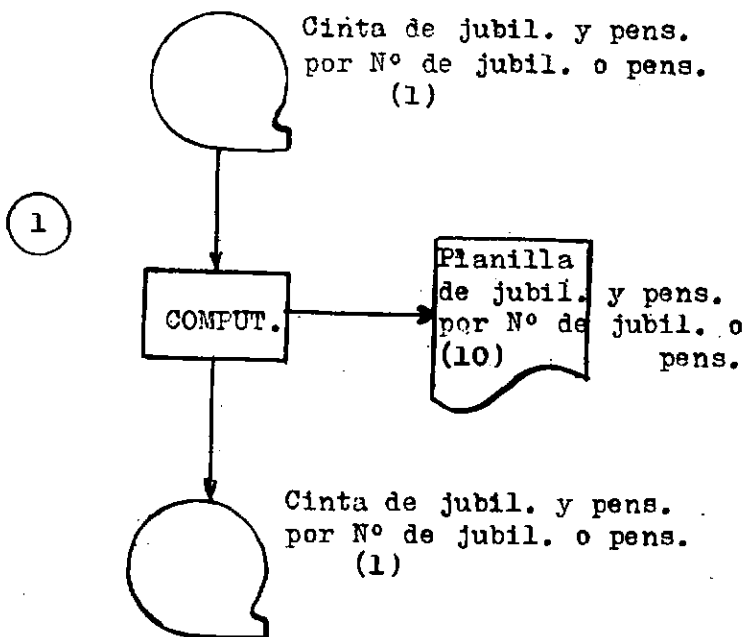 Cinta de jubil. y pens.
por Nº de jubil. o pens.
(1)
1
COMPUT.
Planilla
de jubil. y pens.
por Nº de jubil. o
(10) pens.
Cinta de jubil. y pens.
por Nº de jubil. o pens.
(1)